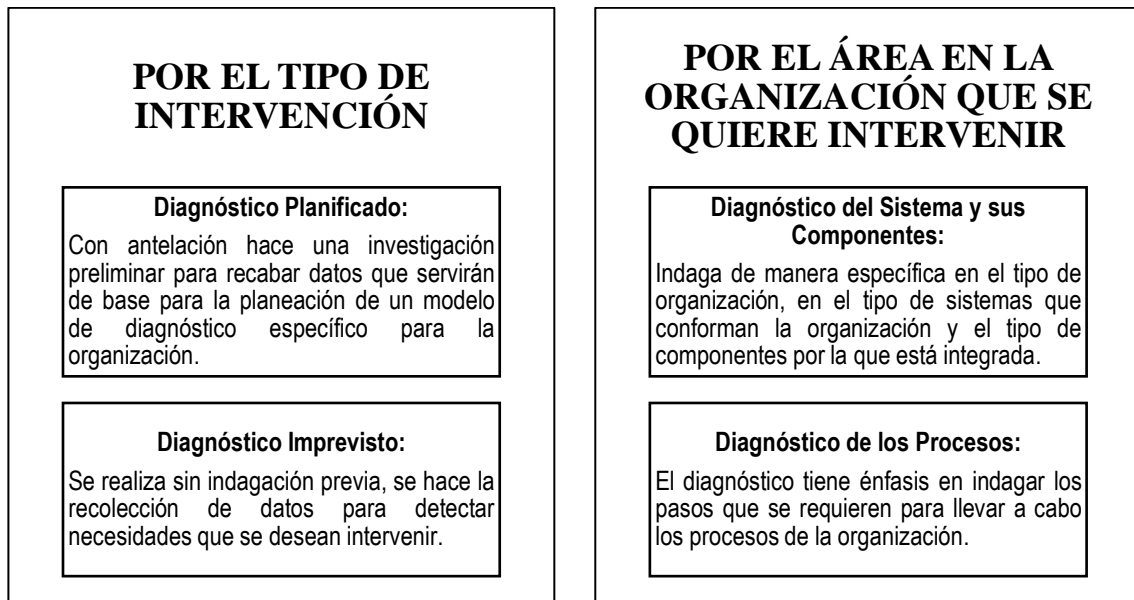 POR EL TIPO DE
INTERVENCIÓN
Diagnóstico Planificado:
Con antelación hace una investigación
preliminar para recabar datos que servirán
de base para la planeación de un modelo
de diagnóstico específico para la
organización.
Diagnóstico Imprevisto:
Se realiza sin indagación previa, se hace la
recolección de datos para detectar
necesidades que se desean intervenir.
POR EL ÁREA EN LA
ORGANIZACIÓN QUE SE
QUIERE INTERVENIR
Diagnóstico del Sistema y sus
Componentes:
Indaga de manera específica en el tipo de
organización, en el tipo de sistemas que
conforman la organización y el tipo de
componentes por la que está integrada.
Diagnóstico de los Procesos:
El diagnóstico tiene énfasis en indagar los
pasos que se requieren para llevar a cabo
los procesos de la organización.